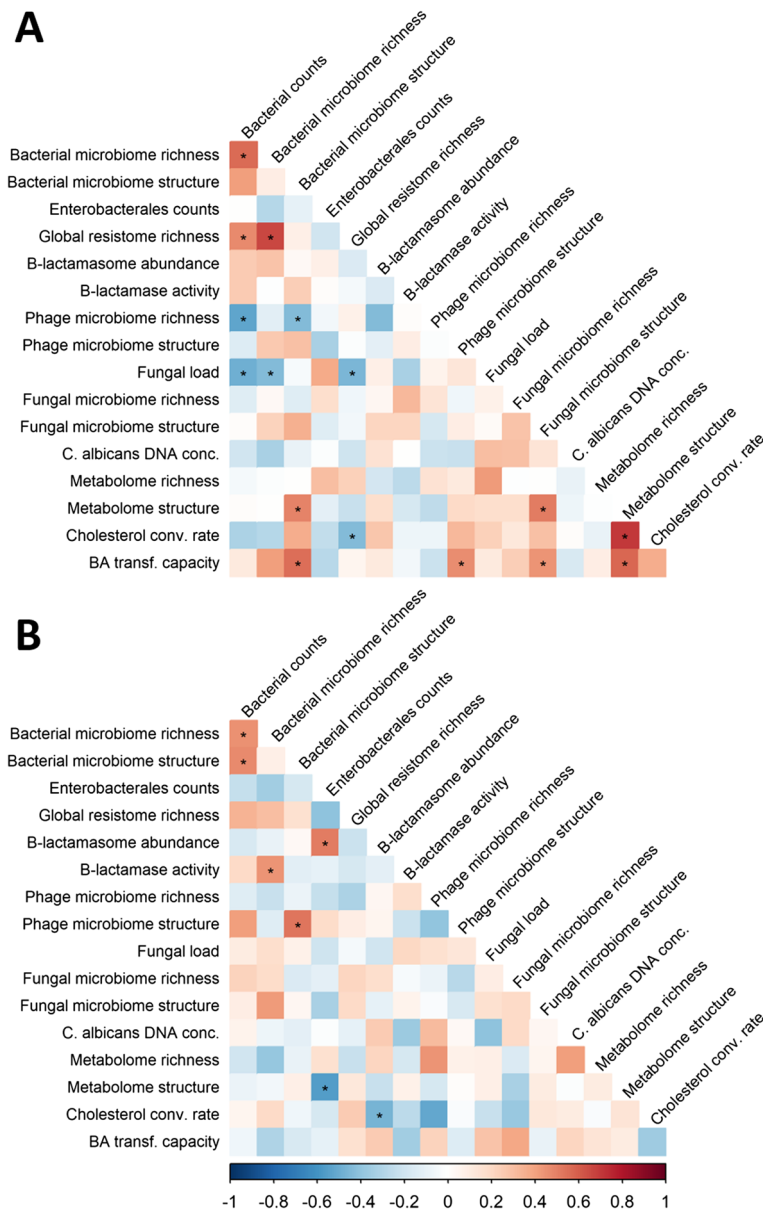 A
Bacterial counts
Bacterial microbiome richness
Bacterial microbiome structure
Enterobacterales counts
Global resistome richness
B-lactamasome abundance
B-lactamase activity
Phage microbiome richness
Phage microbiome structure
Fungal load
Fungal microbiome richness
Fungal microbiome structure
C. albicans DNA conc.
Metabolome richness
Metabolome structure
Cholesterol conv. rate
Bacterial microbiome richness *
Bacterial microbiome structure
Enterobacterales counts
Global resistome richness * *
B-lactamasome abundance
B-lactamase activity
Phage microbiome richness * *
Phage microbiome structure
Fungal load * * *
Fungal microbiome richness
Fungal microbiome structure
C. albicans DNA conc.
Metabolome richness
Metabolome structure * *
Cholesterol conv. rate * *
BA transf. capacity * * * *
B
Bacterial counts
Bacterial microbiome richness
Bacterial microbiome structure
Enterobacterales counts
Global resistome richness
B-lactamasome abundance
B-lactamase activity
Phage microbiome richness
Phage microbiome structure
Fungal load
Fungal microbiome richness
Fungal microbiome structure
C. albicans DNA conc.
Metabolome richness
Metabolome structure
Cholesterol conv. rate
Bacterial microbiome richness *
Bacterial microbiome structure *
Enterobacterales counts
Global resistome richness
B-lactamasome abundance *
B-lactamase activity *
Phage microbiome richness
Phage microbiome structure *
Fungal load
Fungal microbiome richness
Fungal microbiome structure
C. albicans DNA conc.
Metabolome richness
Metabolome structure *
Cholesterol conv. rate *
BA transf. capacity
-1 -0.8 -0.6 -0.4 -0.2 0 0.2 0.4 0.6 0.8 1